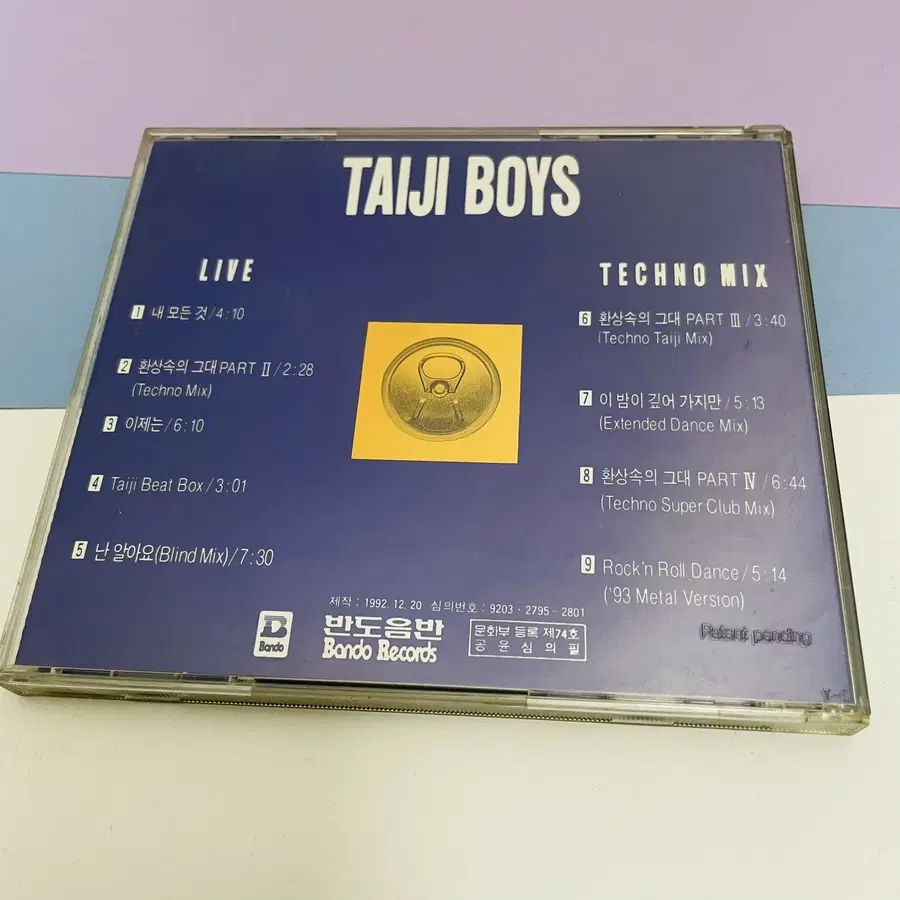 TAIJI BOYS
LIVE
1 내 모든 것/4:10
2 환상속의 그대 PART Ⅱ/2:28
(Techno Mix)
3 이제는/6:10
4 Taiji Beat Box/3:01
5 난 알아요(Blind Mix)/7:30
TECHNO MIX
6 환상속의 그대 PART Ⅲ/3:40
(Techno Taiji Mix)
7 이 밤이 깊어 가지만/5:13
(Extended Dance Mix)
8 환상속의 그대 PART Ⅳ/6:44
(Techno Super Club Mix)
9 Rock'n Roll Dance/5:14
('93 Metal Version)
제작 : 1992. 12. 20 심의번호 : 9203-2795-2801
Bando
반도음반
Bando Records
문화부 등록 제74호
공 윤 심 의 필
Patent pending